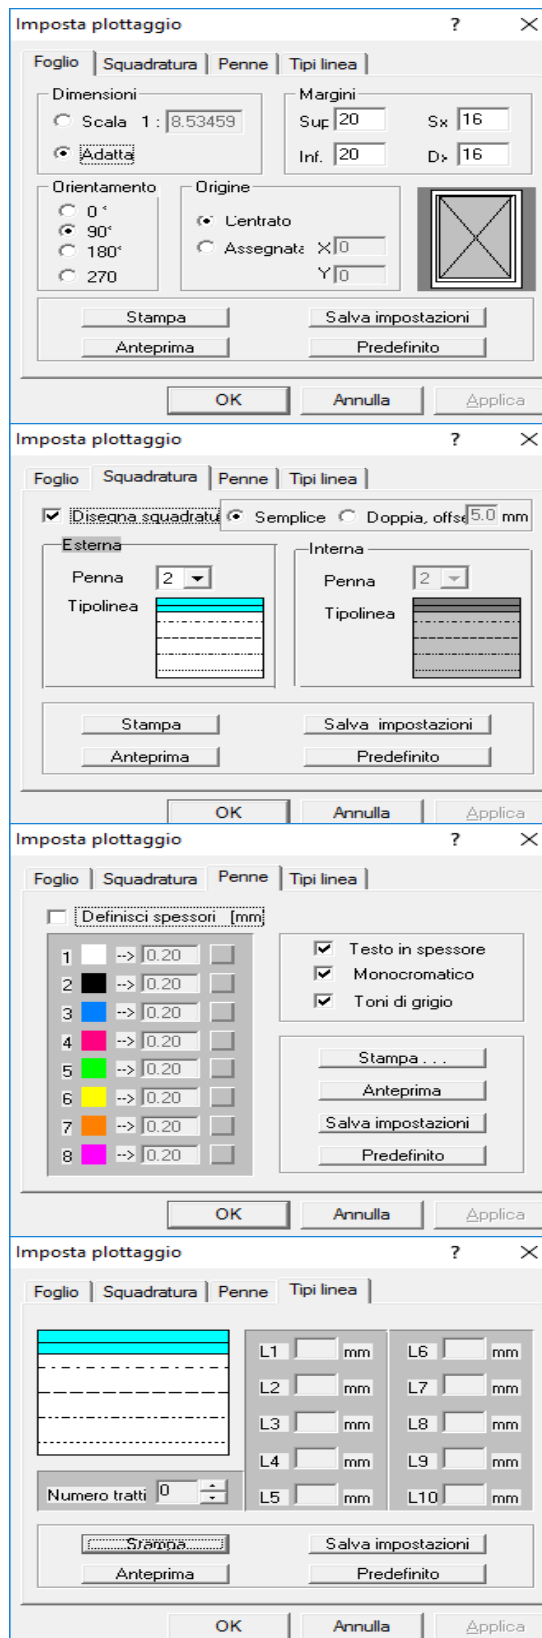 Imposta plottaggio ? ✕
Foglio Squadratura Penne Tipi linea
Dimensioni Margini
Scala 1 : 8.53459 Sup 20 Sx 16
Adatta Inf. 20 Dx 16
Orientamento Origine
0°
90° Centrato
180° Assegnata X 0
270 Y 0
Stampa Salva impostazioni
Anteprima Predefinito
OK Annulla Applica
Imposta plottaggio ? ✕
Foglio Squadratura Penne Tipi linea
Disegna squadratu Semplice Doppia, offse 5.0 mm
Esterna Interna
Penna 2 Penna 2
Tipolinea Tipolinea
Stampa Salva impostazioni
Anteprima Predefinito
OK Annulla Applica
Imposta plottaggio ? ✕
Foglio Squadratura Penne Tipi linea
Definisci spessori [mm]
1 --> 0.20 Testo in spessore
2 --> 0.20 Monocromatico
3 --> 0.20 Toni di grigio
4 --> 0.20
5 --> 0.20 Stampa . . .
6 --> 0.20 Anteprima
7 --> 0.20 Salva impostazioni
8 --> 0.20 Predefinito
OK Annulla Applica
Imposta plottaggio ? ✕
Foglio Squadratura Penne Tipi linea
L1 mm L6 mm
L2 mm L7 mm
L3 mm L8 mm
L4 mm L9 mm
Numero tratti 0 L5 mm L10 mm
Stampa Salva impostazioni
Anteprima Predefinito
OK Annulla Applica